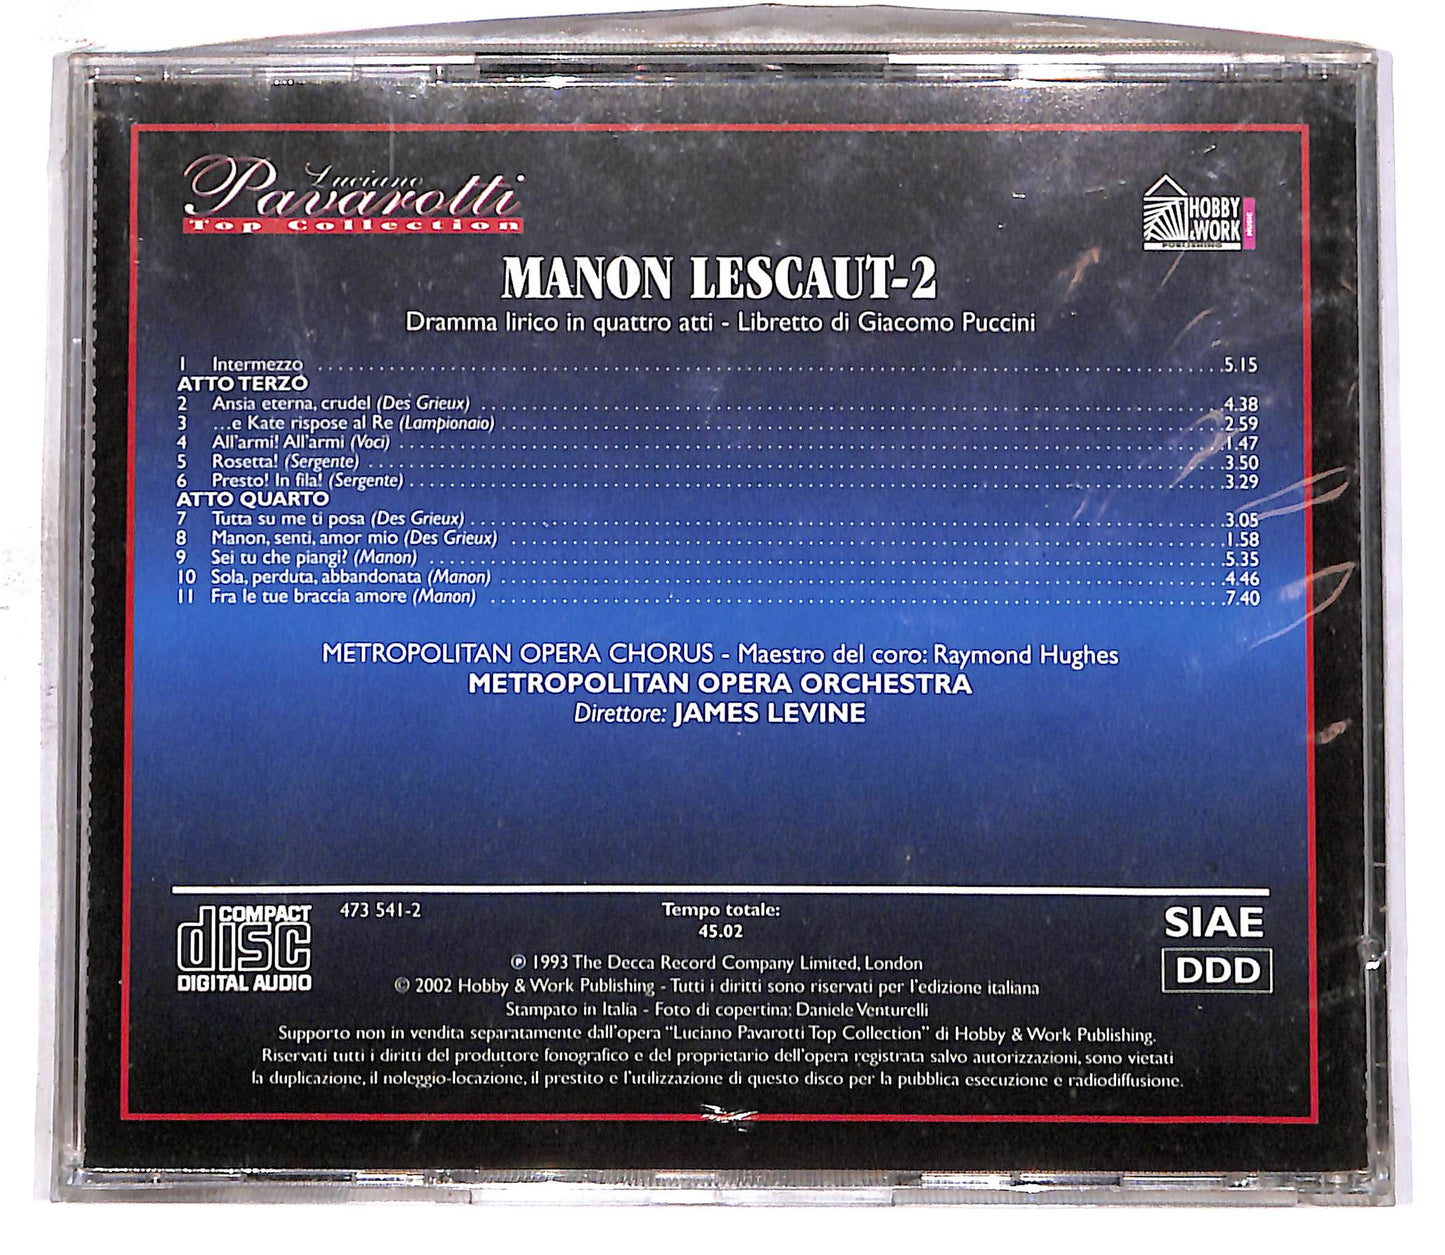 Luciano
Pavarotti
Top Collection
HOBBY
& WORK
PUBLISHING
MUSIC
MANON LESCAUT-2
Dramma lirico in quattro atti - Libretto di Giacomo Puccini
1 Intermezzo 5.15
ATTO TERZO
2 Ansia eterna, crudel (Des Grieux) 4.38
3 ...e Kate rispose al Re (Lampionaio) 2.59
4 All'armi! All'armi (Voci) 1.47
5 Rosetta! (Sergente) 3.50
6 Presto! In fila! (Sergente) 3.29
ATTO QUARTO
7 Tutta su me ti posa (Des Grieux) 3.05
8 Manon, senti, amor mio (Des Grieux) 1.58
9 Sei tu che piangi? (Manon) 5.35
10 Sola, perduta, abbandonata (Manon) 4.46
11 Fra le tue braccia amore (Manon) 7.40
METROPOLITAN OPERA CHORUS - Maestro del coro: Raymond Hughes
METROPOLITAN OPERA ORCHESTRA
Direttore: JAMES LEVINE
COMPACT
disc
DIGITAL AUDIO
473 541-2
Tempo totale:
45.02
SIAE
DDD
℗ 1993 The Decca Record Company Limited, London
© 2002 Hobby & Work Publishing - Tutti i diritti sono riservati per l'edizione italiana
Stampato in Italia - Foto di copertina: Daniele Venturelli
Supporto non in vendita separatamente dall'opera "Luciano Pavarotti Top Collection" di Hobby & Work Publishing.
Riservati tutti i diritti del produttore fonografico e del proprietario dell'opera registrata salvo autorizzazioni, sono vietati
la duplicazione, il noleggio-locazione, il prestito e l'utilizzazione di questo disco per la pubblica esecuzione e radiodiffusione.